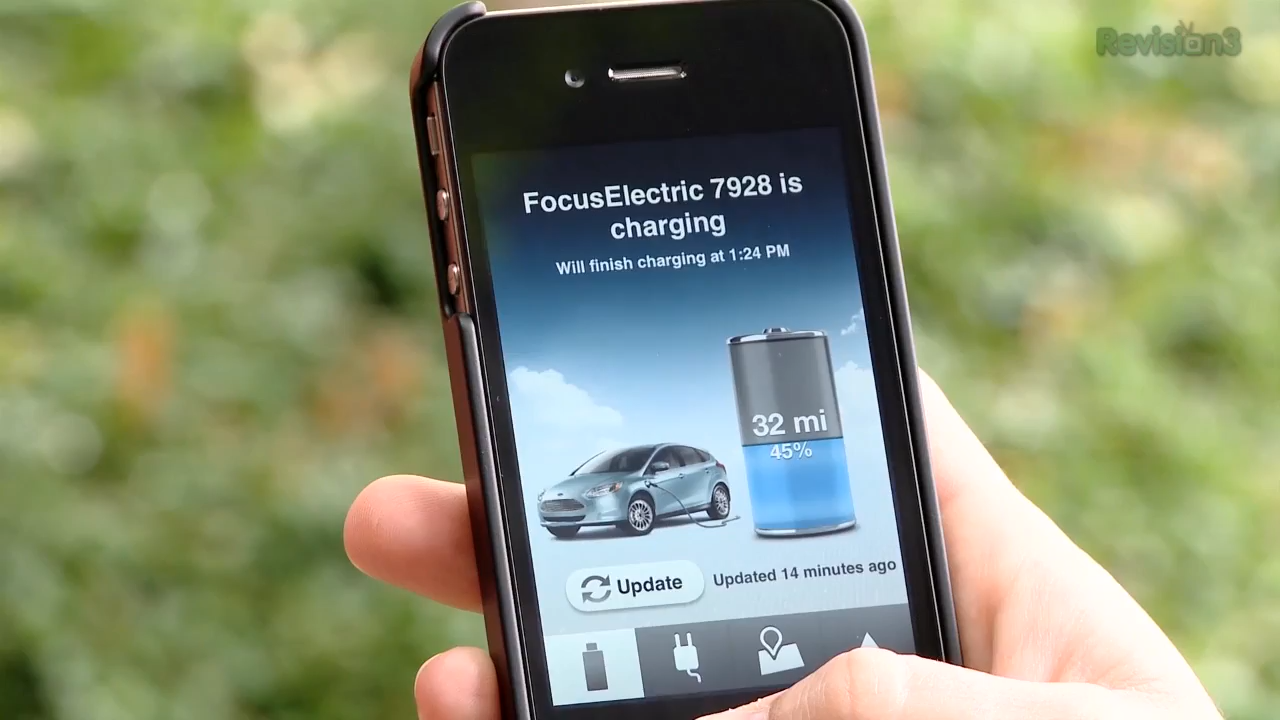 Revision3
FocusElectric 7928 is
charging
Will finish charging at 1:24 PM
32 mi
45%
Update
Updated 14 minutes ago